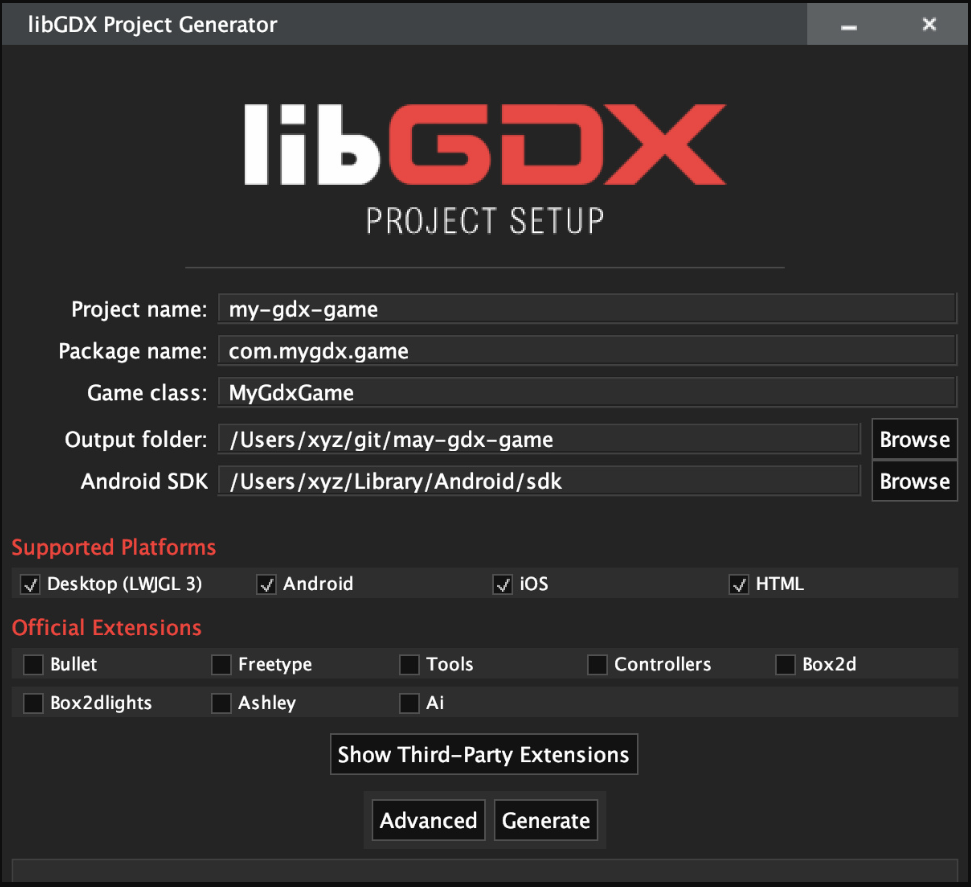 libGDX Project Generator
libGDX
PROJECT SETUP
Project name: my-gdx-game
Package name: com.mygdx.game
Game class: MyGdxGame
Output folder: /Users/xyz/git/may-gdx-game Browse
Android SDK /Users/xyz/Library/Android/sdk Browse
Supported Platforms
Desktop (LWJGL 3) Android iOS HTML
Official Extensions
Bullet Freetype Tools Controllers Box2d
Box2dlights Ashley Ai
Show Third-Party Extensions
Advanced Generate